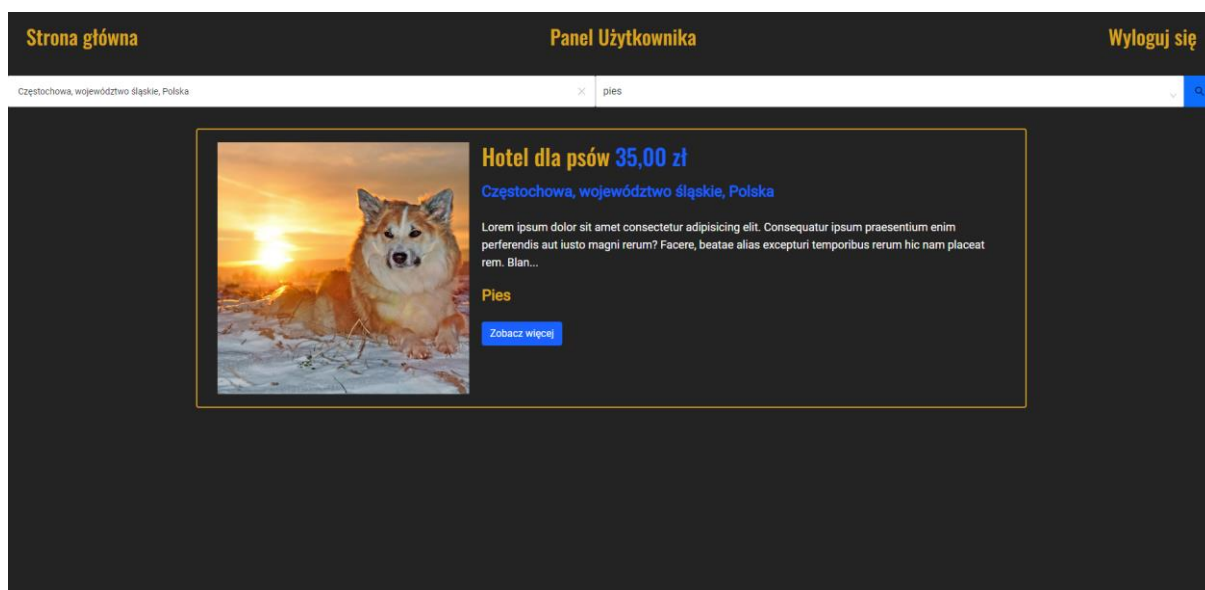 Strona główna
Panel Użytkownika
Wyloguj się
Częstochowa, województwo śląskie, Polska
pies
Hotel dla psów 35,00 zł
Częstochowa, województwo śląskie, Polska
Lorem ipsum dolor sit amet consectetur adipisicing elit. Consequatur ipsum praesentium enim
perferendis aut iusto magni rerum? Facere, beatae alias excepturi temporibus rerum hic nam placeat
rem. Blan...
Pies
Zobacz więcej